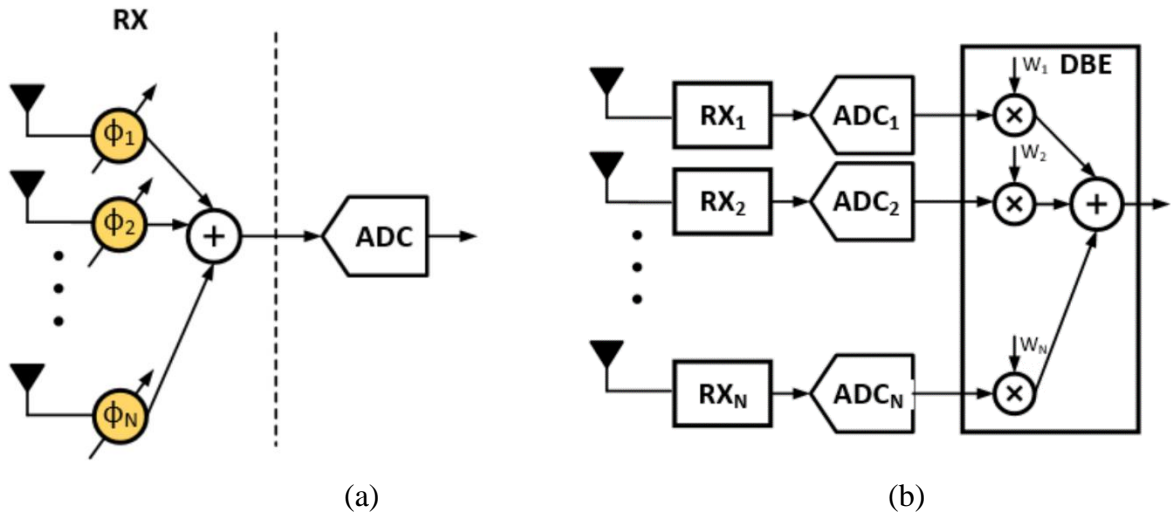 RX
ϕ₁
ϕ₂
+
ADC
ϕN
(a)
W₁ DBE
RX₁ ADC₁ ×
W₂
RX₂ ADC₂ × +
WN
RXN ADCN ×
(b)